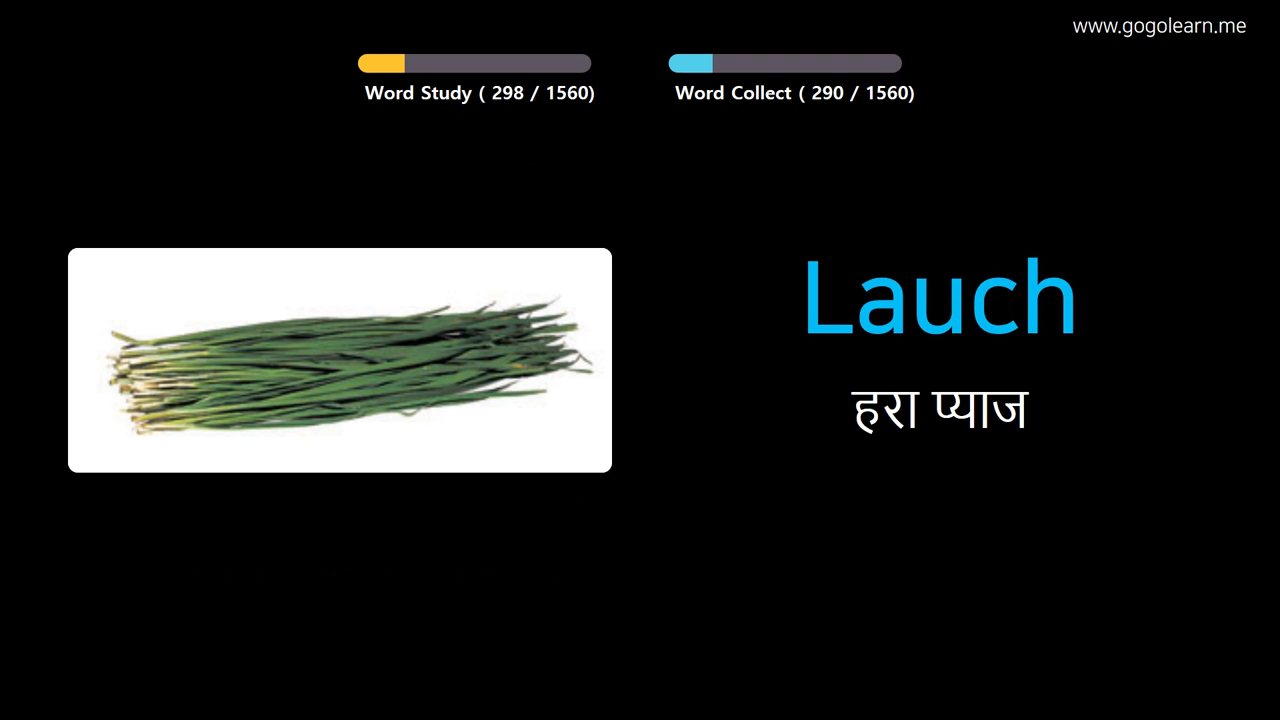 www.gogolearn.me
Word Study ( 298 / 1560)
Word Collect ( 290 / 1560)
Lauch
हरा प्याज